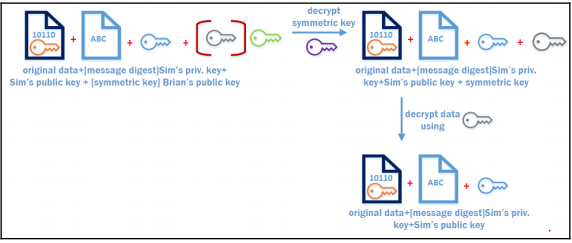 10110
ABC
+
+
+
original data+[message digest]Sim's priv. key+
Sim's public key + [symmetric key] Brian's public key
decrypt
symmetric key
10110
ABC
+
+
+
original data+[message digest]Sim's priv.
key+Sim's public key + symmetric key
decrypt data
using
10110
ABC
+
+
original data+[message digest]Sim's priv.
key+Sim's public key